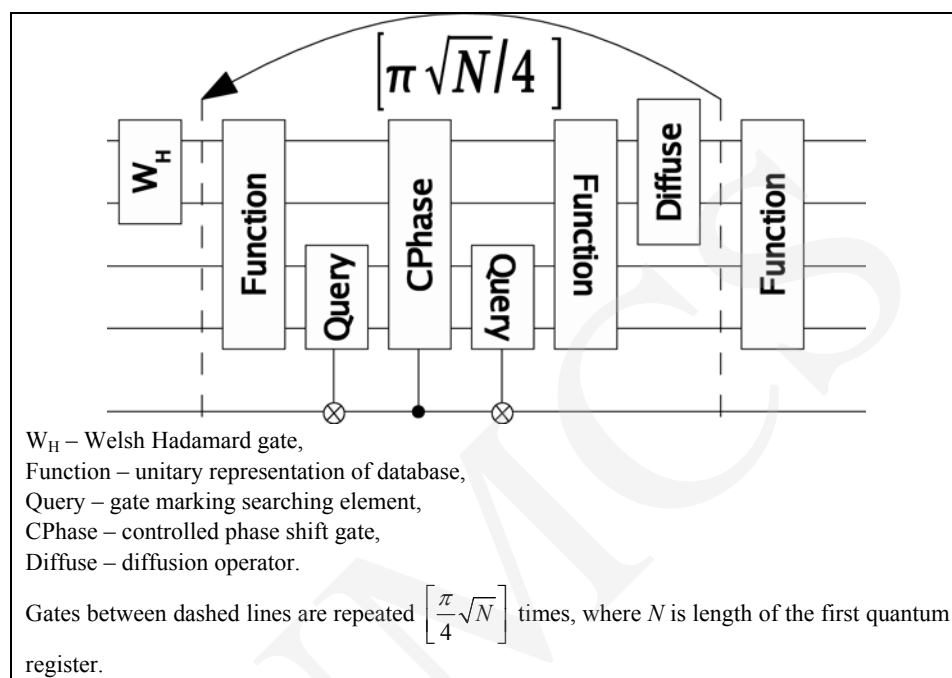 [π √N/4 ]
W_H
Function
Query
CPhase
Query
Function
Diffuse
Function
W_H – Welsh Hadamard gate,
Function – unitary representation of database,
Query – gate marking searching element,
CPhase – controlled phase shift gate,
Diffuse – diffusion operator.
Gates between dashed lines are repeated [π/4 √N] times, where N is length of the first quantum
register.